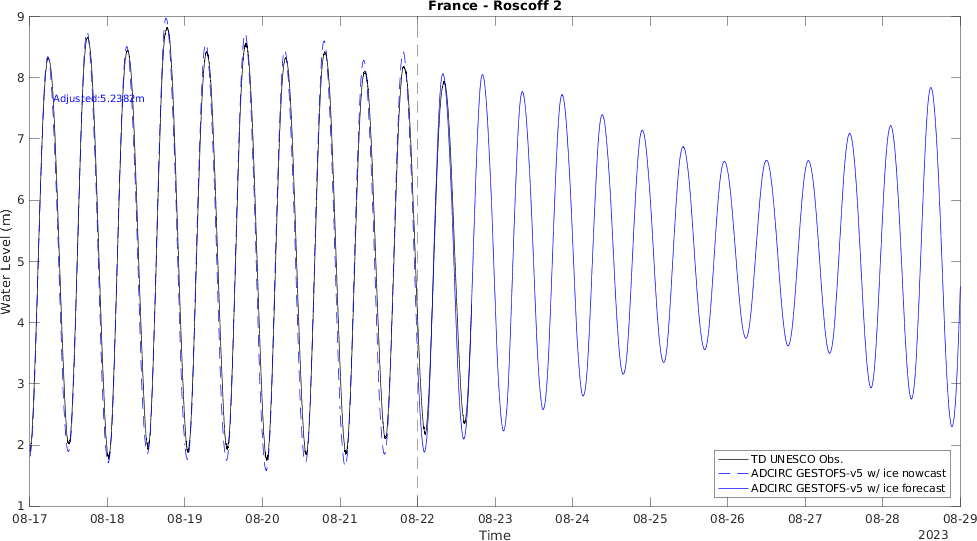 France - Roscoff 2
9
8
7
6
5
4
3
2
1
Water Level (m)
Adjusted:5.2382m
TD UNESCO Obs.
ADCIRC GESTOFS-v5 w/ ice nowcast
ADCIRC GESTOFS-v5 w/ ice forecast
08-17 08-18 08-19 08-20 08-21 08-22 08-23 08-24 08-25 08-26 08-27 08-28 08-29
Time
2023